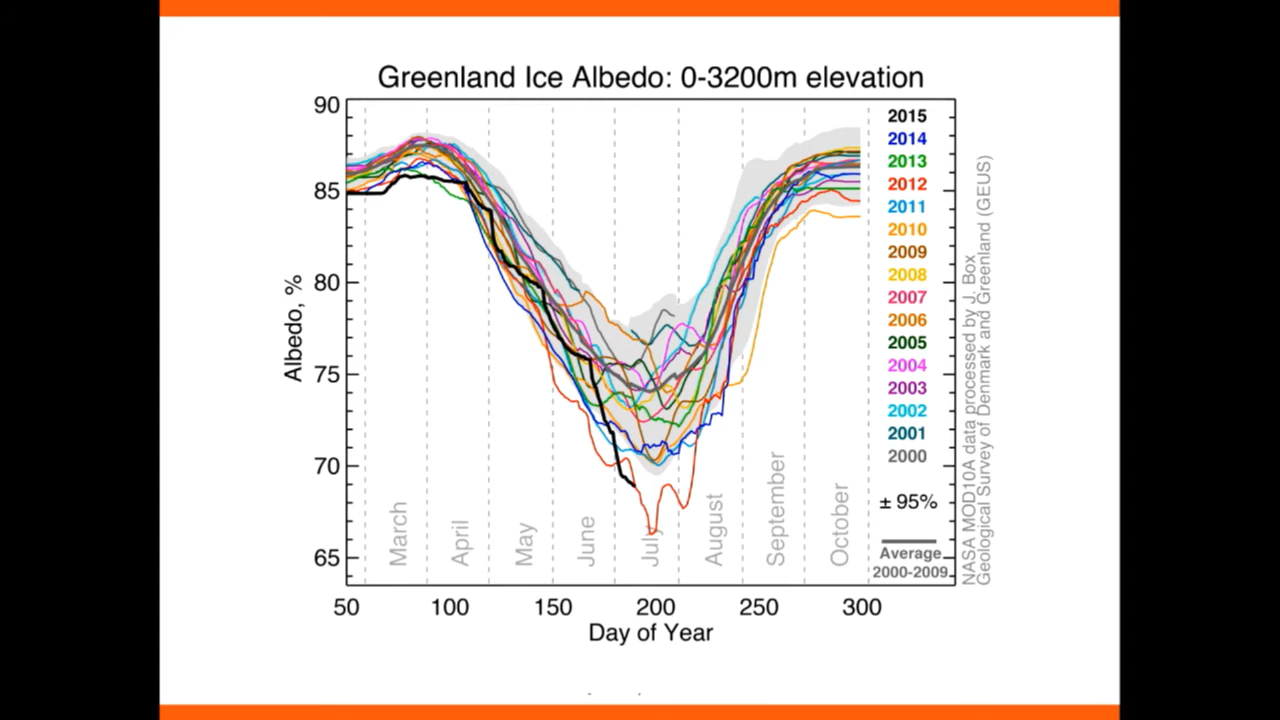 Greenland Ice Albedo: 0-3200m elevation
90
85
80
75
70
65
Albedo, %
50 100 150 200 250 300
Day of Year
March
April
May
June
July
August
September
October
2015
2014
2013
2012
2011
2010
2009
2008
2007
2006
2005
2004
2003
2002
2001
2000
± 95%
Average
2000-2009
NASA MOD10A data processed by J. Box
Geological Survey of Denmark and Greenland (GEUS)